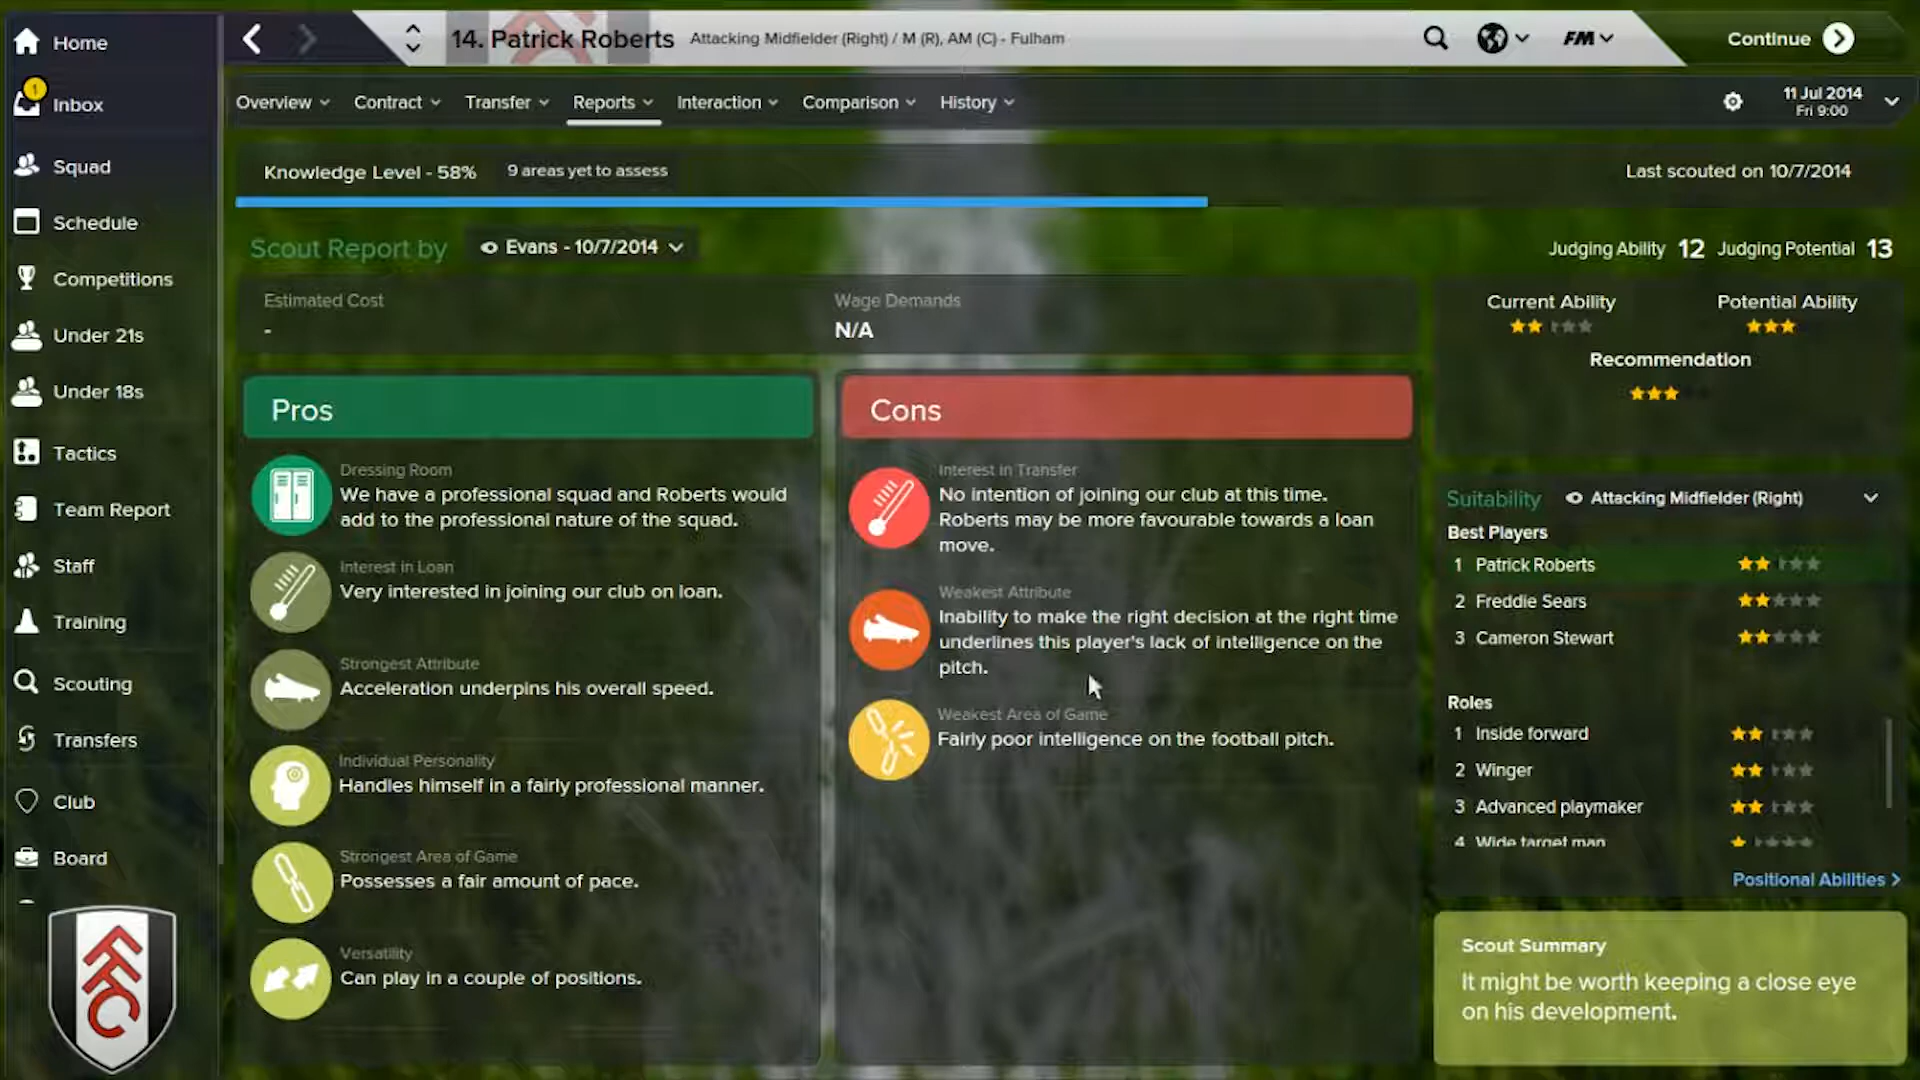 Home
1
Inbox
Squad
Schedule
Competitions
Under 21s
Under 18s
Tactics
Team Report
Staff
Training
Scouting
Transfers
Club
Board
FFC
14. Patrick Roberts Attacking Midfielder (Right) / M (R), AM (C) - Fulham
FM
Continue
Overview Contract Transfer Reports Interaction Comparison History
11 Jul 2014
Fri 9:00
Knowledge Level - 58% 9 areas yet to assess
Last scouted on 10/7/2014
Scout Report by Evans - 10/7/2014
Judging Ability 12 Judging Potential 13
Estimated Cost
-
Wage Demands
N/A
Pros
Dressing Room
We have a professional squad and Roberts would
add to the professional nature of the squad.
Interest in Loan
Very interested in joining our club on loan.
Strongest Attribute
Acceleration underpins his overall speed.
Individual Personality
Handles himself in a fairly professional manner.
Strongest Area of Game
Possesses a fair amount of pace.
Versatility
Can play in a couple of positions.
Cons
Interest in Transfer
No intention of joining our club at this time.
Roberts may be more favourable towards a loan
move.
Weakest Attribute
Inability to make the right decision at the right time
underlines this player's lack of intelligence on the
pitch.
Weakest Area of Game
Fairly poor intelligence on the football pitch.
Current Ability
Potential Ability
Recommendation
Suitability Attacking Midfielder (Right)
Best Players
1 Patrick Roberts
2 Freddie Sears
3 Cameron Stewart
Roles
1 Inside forward
2 Winger
3 Advanced playmaker
4 Wide target man
Positional Abilities >
Scout Summary
It might be worth keeping a close eye
on his development.